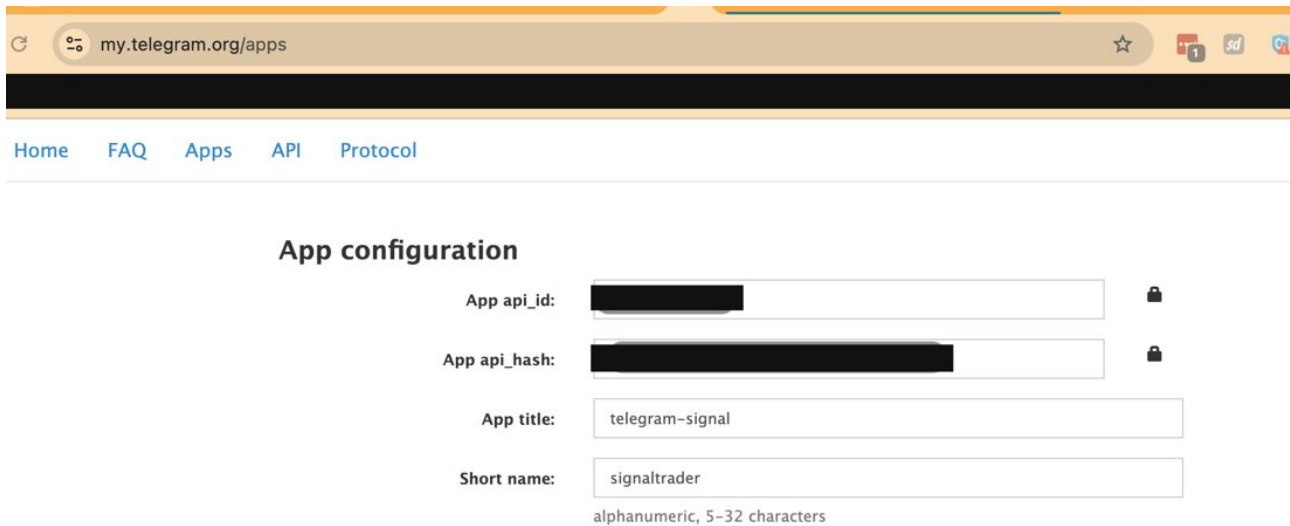 my.telegram.org/apps
1
sd
Home FAQ Apps API Protocol
App configuration
App api_id:
App api_hash:
App title: telegram-signal
Short name: signaltrader
alphanumeric, 5-32 characters